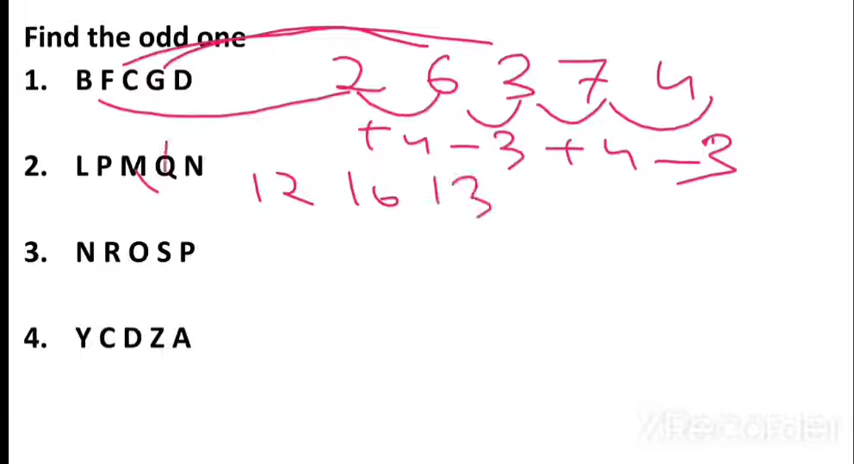 Find the odd one
1. B F C G D 2 6 3 7 4
+4 -3 +4 -3
2. L P M Q N 12 16 13
3. N R O S P
4. Y C D Z A